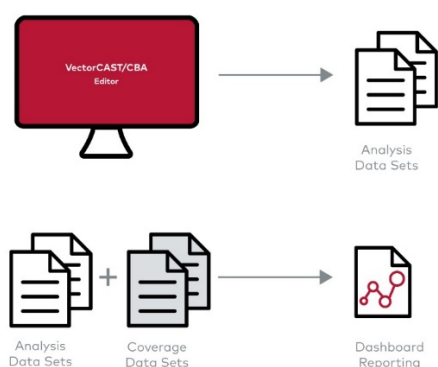 VectorCAST/CBA
Editor
Analysis
Data Sets
+
Analysis
Data Sets
Coverage
Data Sets
Dashboard
Reporting